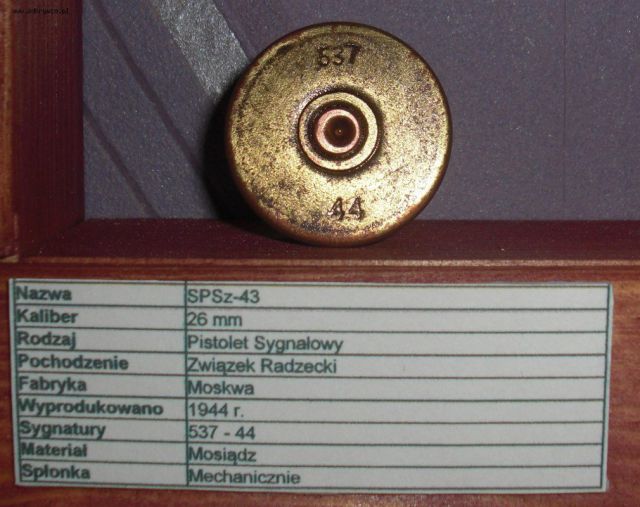 537
44
Nazwa SPSz-43
Kaliber 26 mm
Rodzaj Pistolet Sygnałowy
Pochodzenie Związek Radzecki
Fabryka Moskwa
Wyprodukowano 1944 r.
Sygnatury 537 - 44
Materiał Mosiądz
Spłonka Mechanicznie